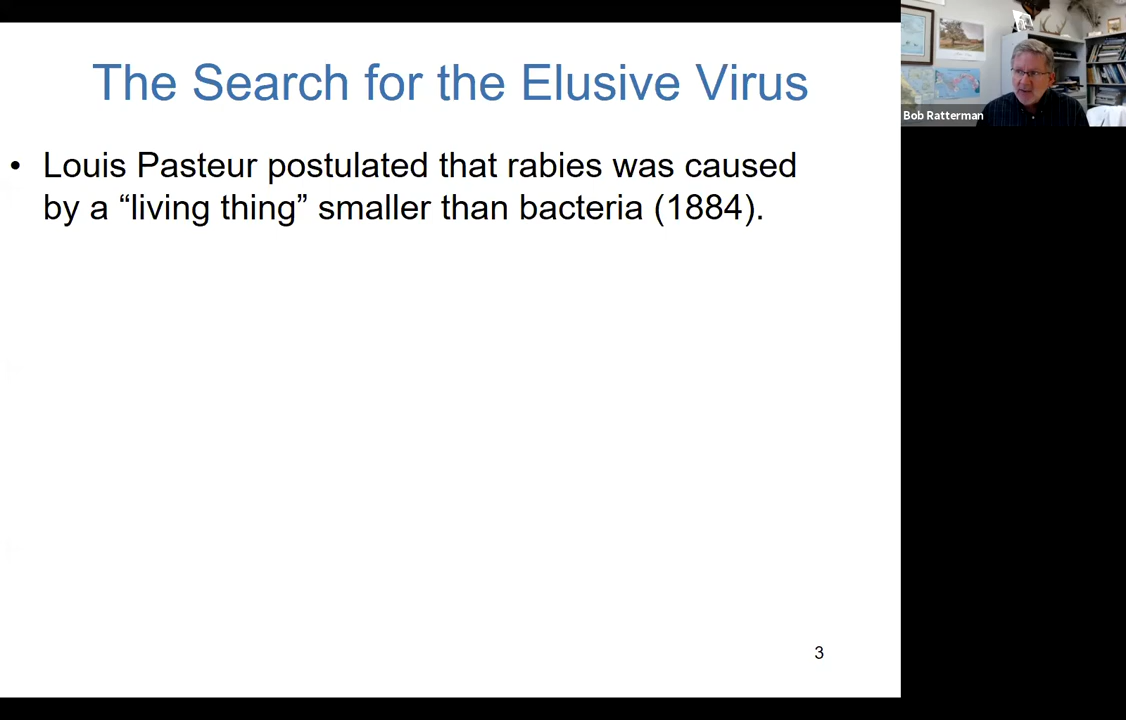 The Search for the Elusive Virus
• Louis Pasteur postulated that rabies was caused
by a “living thing” smaller than bacteria (1884).
3
Bob Ratterman